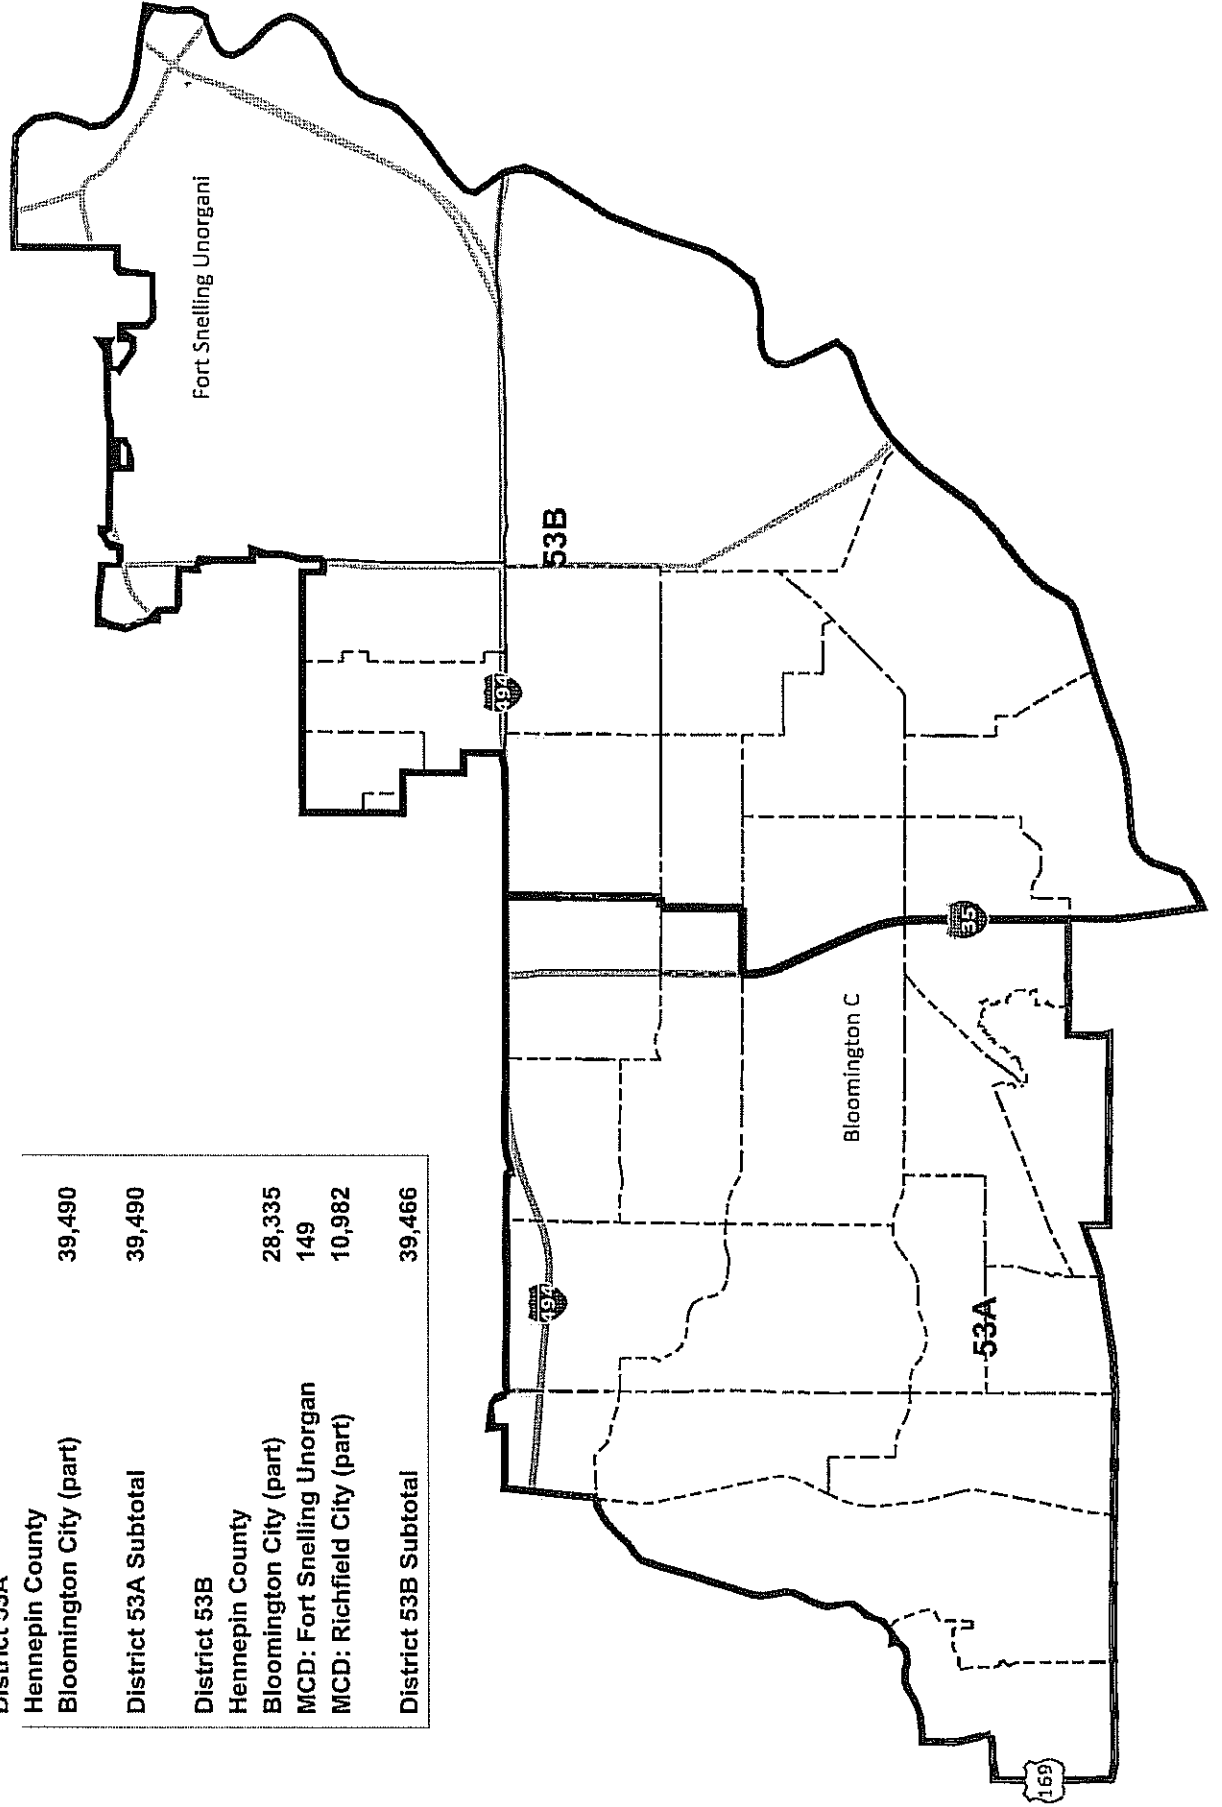 District 53A
Hennepin County
Bloomington City (part) 39,490
District 53A Subtotal 39,490
District 53B
Hennepin County
Bloomington City (part) 28,335
MCD: Fort Snelling Unorgan 149
MCD: Richfield City (part) 10,982
District 53B Subtotal 39,466
Fort Snelling Unorgani
53B
494
35
Bloomington C
494
53A
169